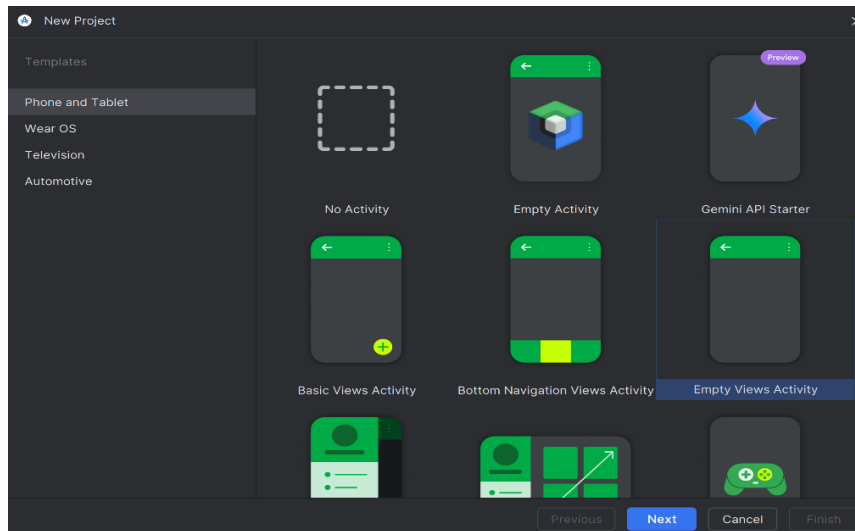 New Project
Templates
Phone and Tablet
Wear OS
Television
Automotive
Preview
No Activity
Empty Activity
Gemini API Starter
Basic Views Activity
Bottom Navigation Views Activity
Empty Views Activity
Previous
Next
Cancel
Finish